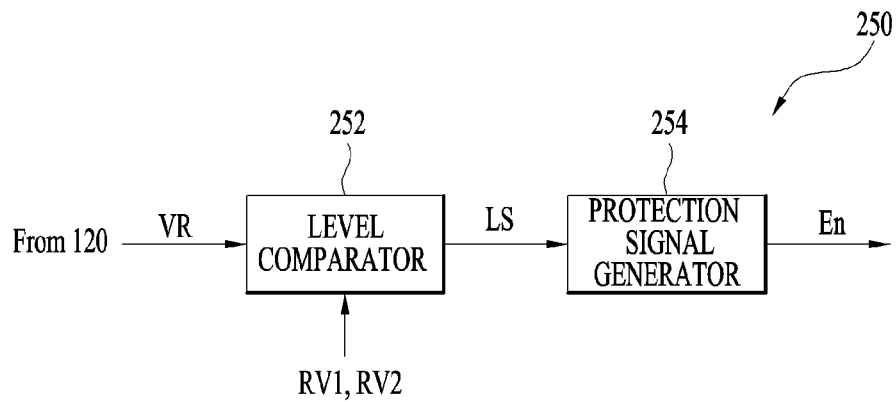 250
252
254
From 120
VR
LEVEL
COMPARATOR
LS
PROTECTION
SIGNAL
GENERATOR
En
RV1, RV2